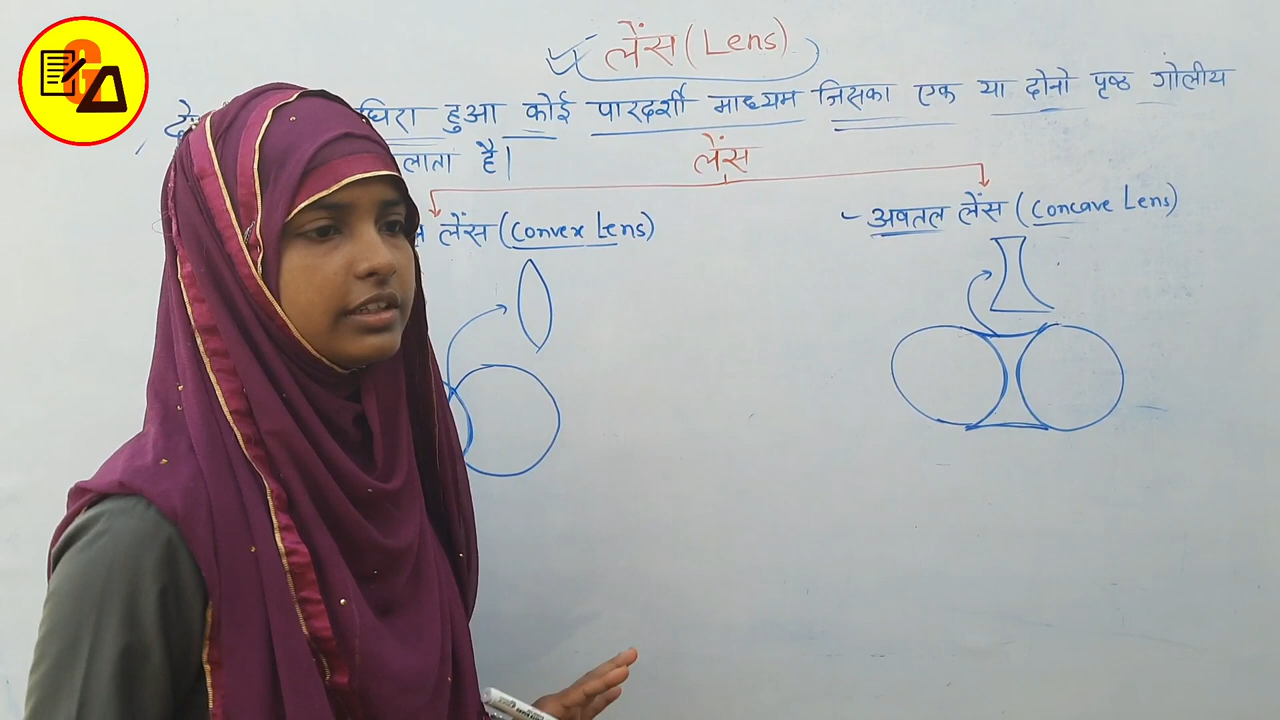 लेंस (Lens)
घिरा हुआ कोई पारदर्शी माध्यम जिसका एक या दोनो पृष्ठ गोलीय
लाता है।
लेंस
लेंस (Convex Lens)
- अवतल लेंस (Concave Lens)